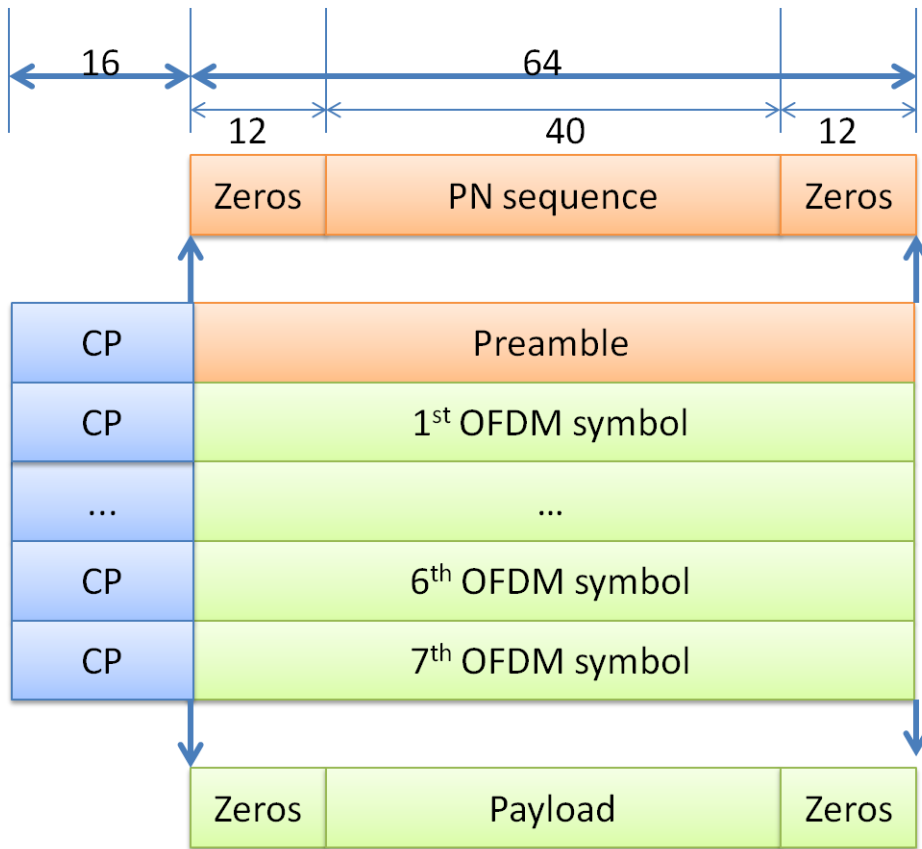 16 64
12 40 12
Zeros PN sequence Zeros
CP Preamble
CP 1st OFDM symbol
... ...
CP 6th OFDM symbol
CP 7th OFDM symbol
Zeros Payload Zeros